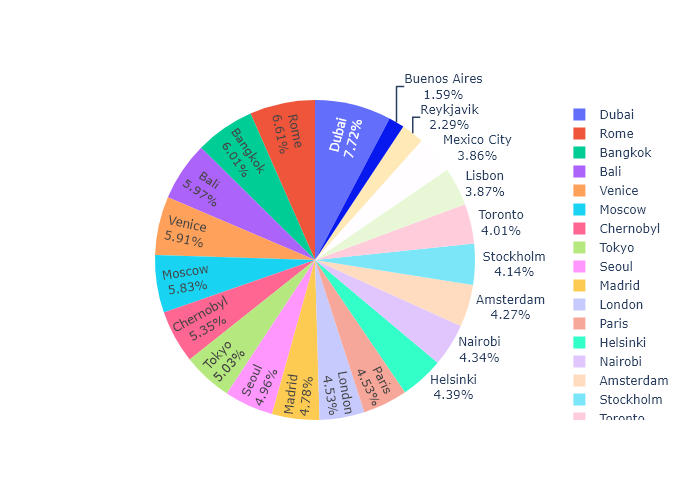 Buenos Aires
1.59%
Reykjavik
2.29%
Mexico City
3.86%
Lisbon
3.87%
Toronto
4.01%
Stockholm
4.14%
Amsterdam
4.27%
Nairobi
4.34%
Helsinki
4.39%
Paris
4.53%
London
4.53%
Madrid
4.78%
Seoul
4.96%
Tokyo
5.03%
Chernobyl
5.35%
Moscow
5.83%
Venice
5.91%
Bali
5.97%
Bangkok
6.01%
Rome
6.61%
Dubai
7.72%
Dubai
Rome
Bangkok
Bali
Venice
Moscow
Chernobyl
Tokyo
Seoul
Madrid
London
Paris
Helsinki
Nairobi
Amsterdam
Stockholm
Toronto